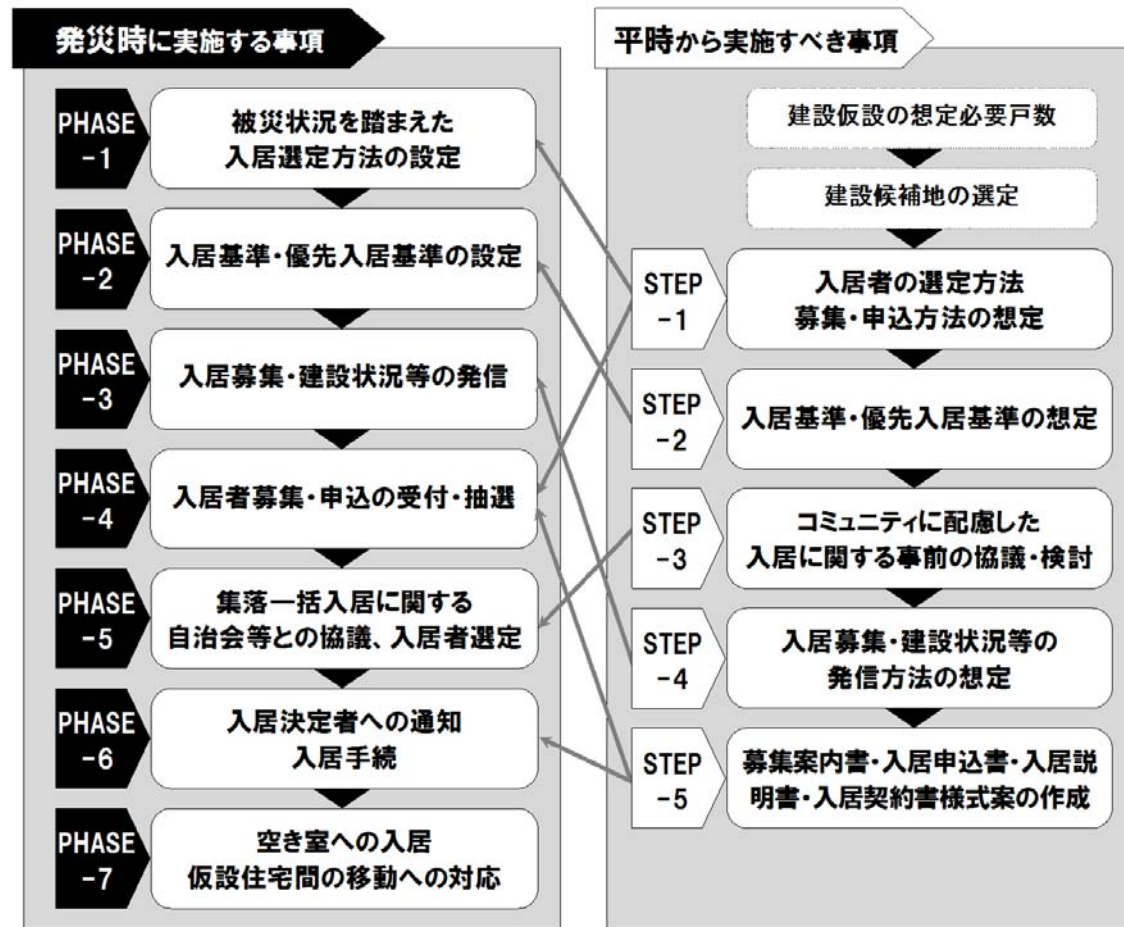 発災時に実施する事項
PHASE
-1
被災状況を踏まえた
入居選定方法の設定
PHASE
-2
入居基準・優先入居基準の設定
PHASE
-3
入居募集・建設状況等の発信
PHASE
-4
入居者募集・申込の受付・抽選
PHASE
-5
集落一括入居に関する
自治会等との協議、入居者選定
PHASE
-6
入居決定者への通知
入居手続
PHASE
-7
空き室への入居
仮設住宅間の移動への対応
平時から実施すべき事項
建設仮設の想定必要戸数
建設候補地の選定
STEP
-1
入居者の選定方法
募集・申込方法の想定
STEP
-2
入居基準・優先入居基準の想定
STEP
-3
コミュニティに配慮した
入居に関する事前の協議・検討
STEP
-4
入居募集・建設状況等の
発信方法の想定
STEP
-5
募集案内書・入居申込書・入居説
明書・入居契約書様式案の作成